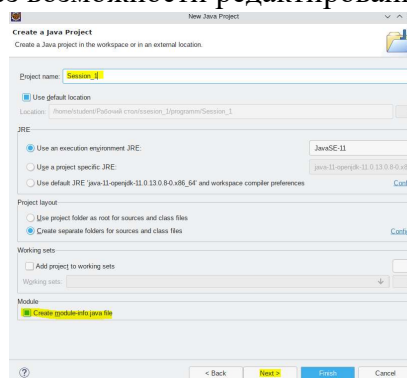 без возможности редактирования
New Java Project
Create a Java Project
Create a Java project in the workspace or in an external location.
Project name: Session_1
Use default location
Location: /home/student/Рабочий стол/session_1/programm/Session_1
JRE
Use an execution environment JRE: JavaSE-11
Use a project specific JRE: java-11-openjdk-11.0.13.0.8-0.x86
Use default JRE 'java-11-openjdk-11.0.13.0.8-0.x86_64' and workspace compiler preferences
Project layout
Use project folder as root for sources and class files
Create separate folders for sources and class files
Working sets
Add project to working sets
Working sets:
Module
Create module-info.java file
< Back Next > Finish Cancel